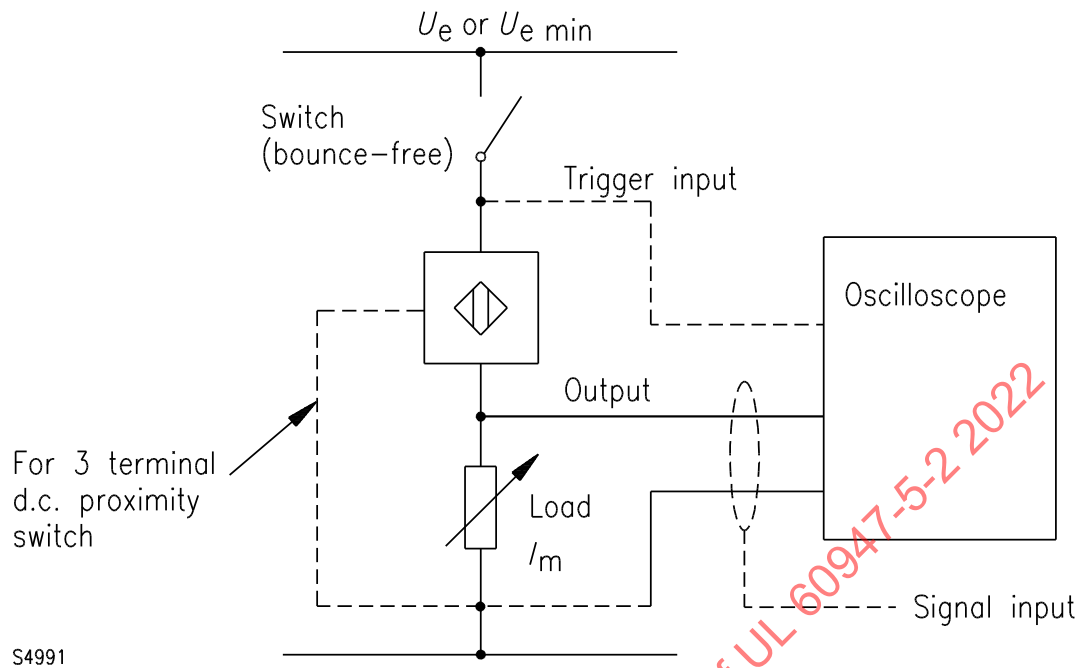 Ue or Ue min
Switch
(bounce-free)
Trigger input
Oscilloscope
Output
For 3 terminal
d.c. proximity
switch
Load
/m
Signal input
S4991
f UL 60947-5-2 2022